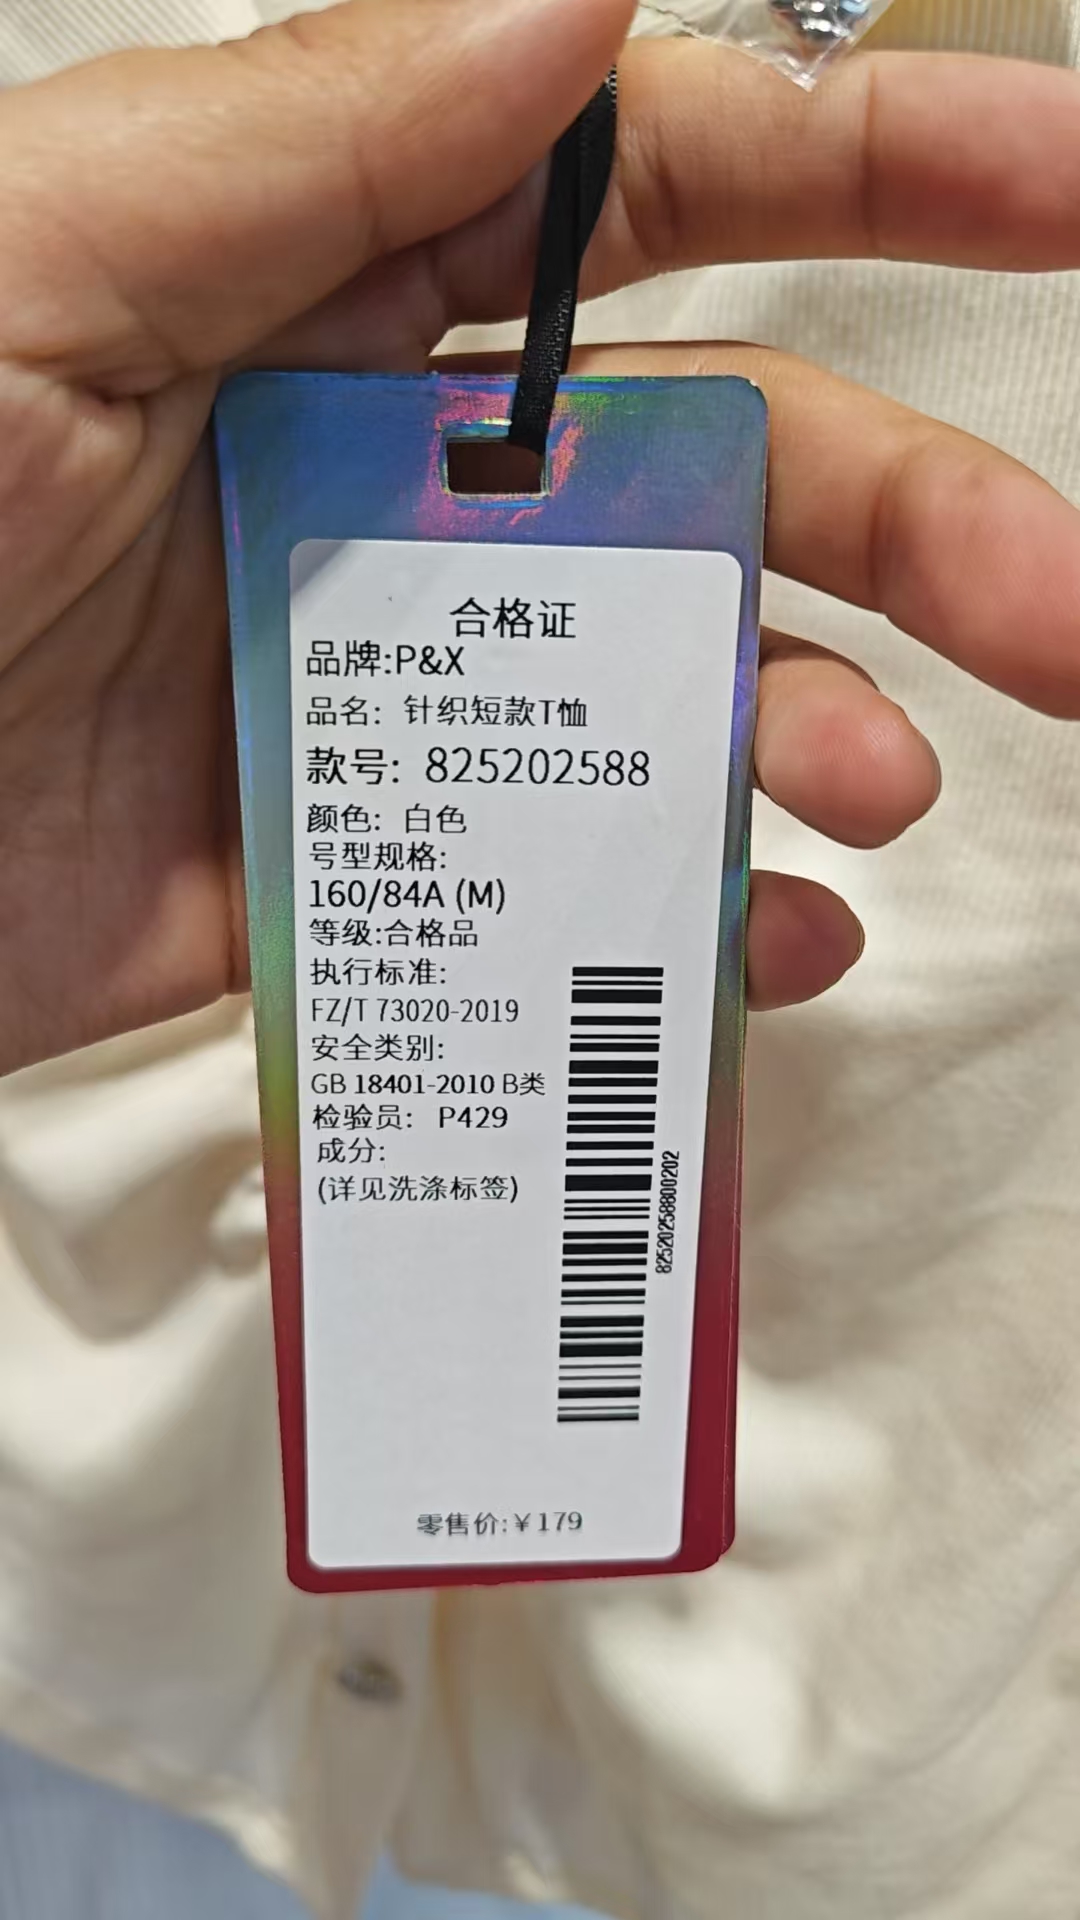 合格证
品牌:P&X
品名: 针织短款T恤
款号: 825202588
颜色: 白色
号型规格:
160/84A (M)
等级:合格品
执行标准:
FZ/T 73020-2019
安全类别:
GB 18401-2010 B类
检验员: P429
成分:
(详见洗涤标签)
82520258800202
零售价:¥179